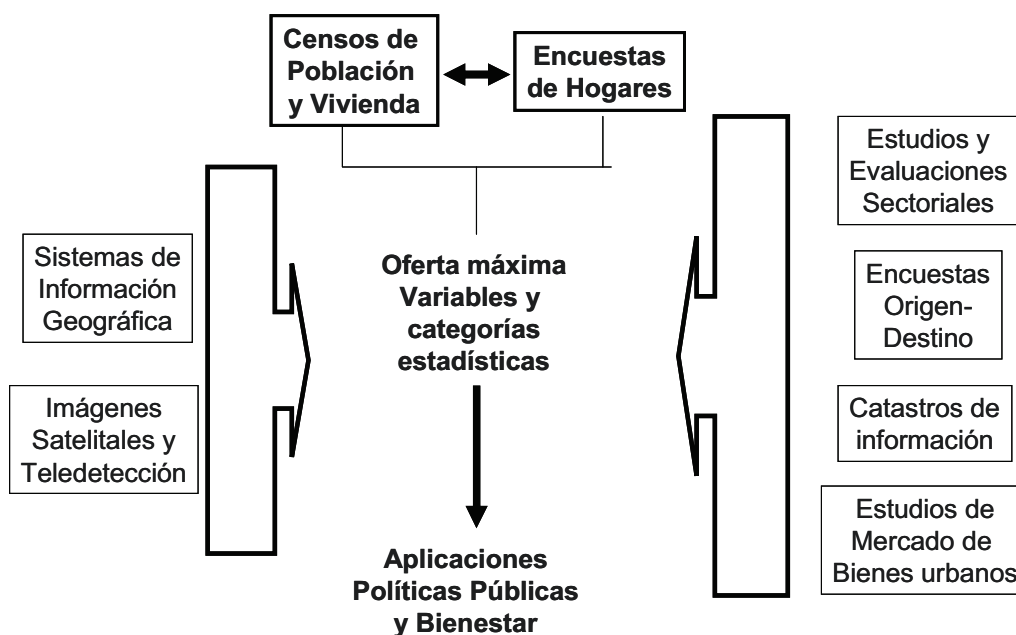 Censos de
Población
y Vivienda
Encuestas
de Hogares
Estudios y
Evaluaciones
Sectoriales
Sistemas de
Información
Geográfica
Oferta máxima
Variables y
categorías
estadísticas
Encuestas
Origen-
Destino
Imágenes
Satelitales y
Teledetección
Catastros de
información
Estudios de
Mercado de
Bienes urbanos
Aplicaciones
Políticas Públicas
y Bienestar